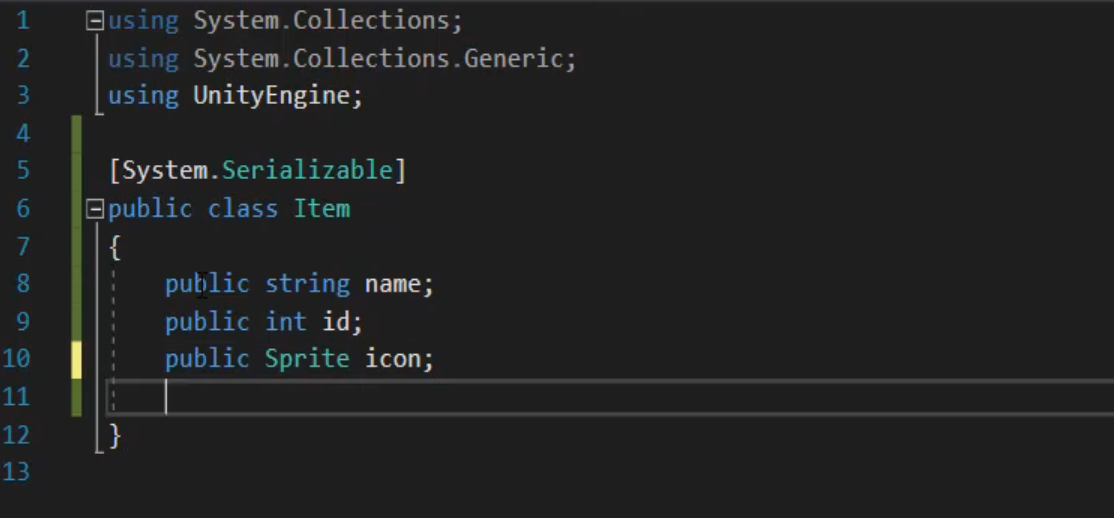 1 using System.Collections;
2 using System.Collections.Generic;
3 using UnityEngine;
4
5 [System.Serializable]
6 public class Item
7 {
8 public string name;
9 public int id;
10 public Sprite icon;
11
12 }
13